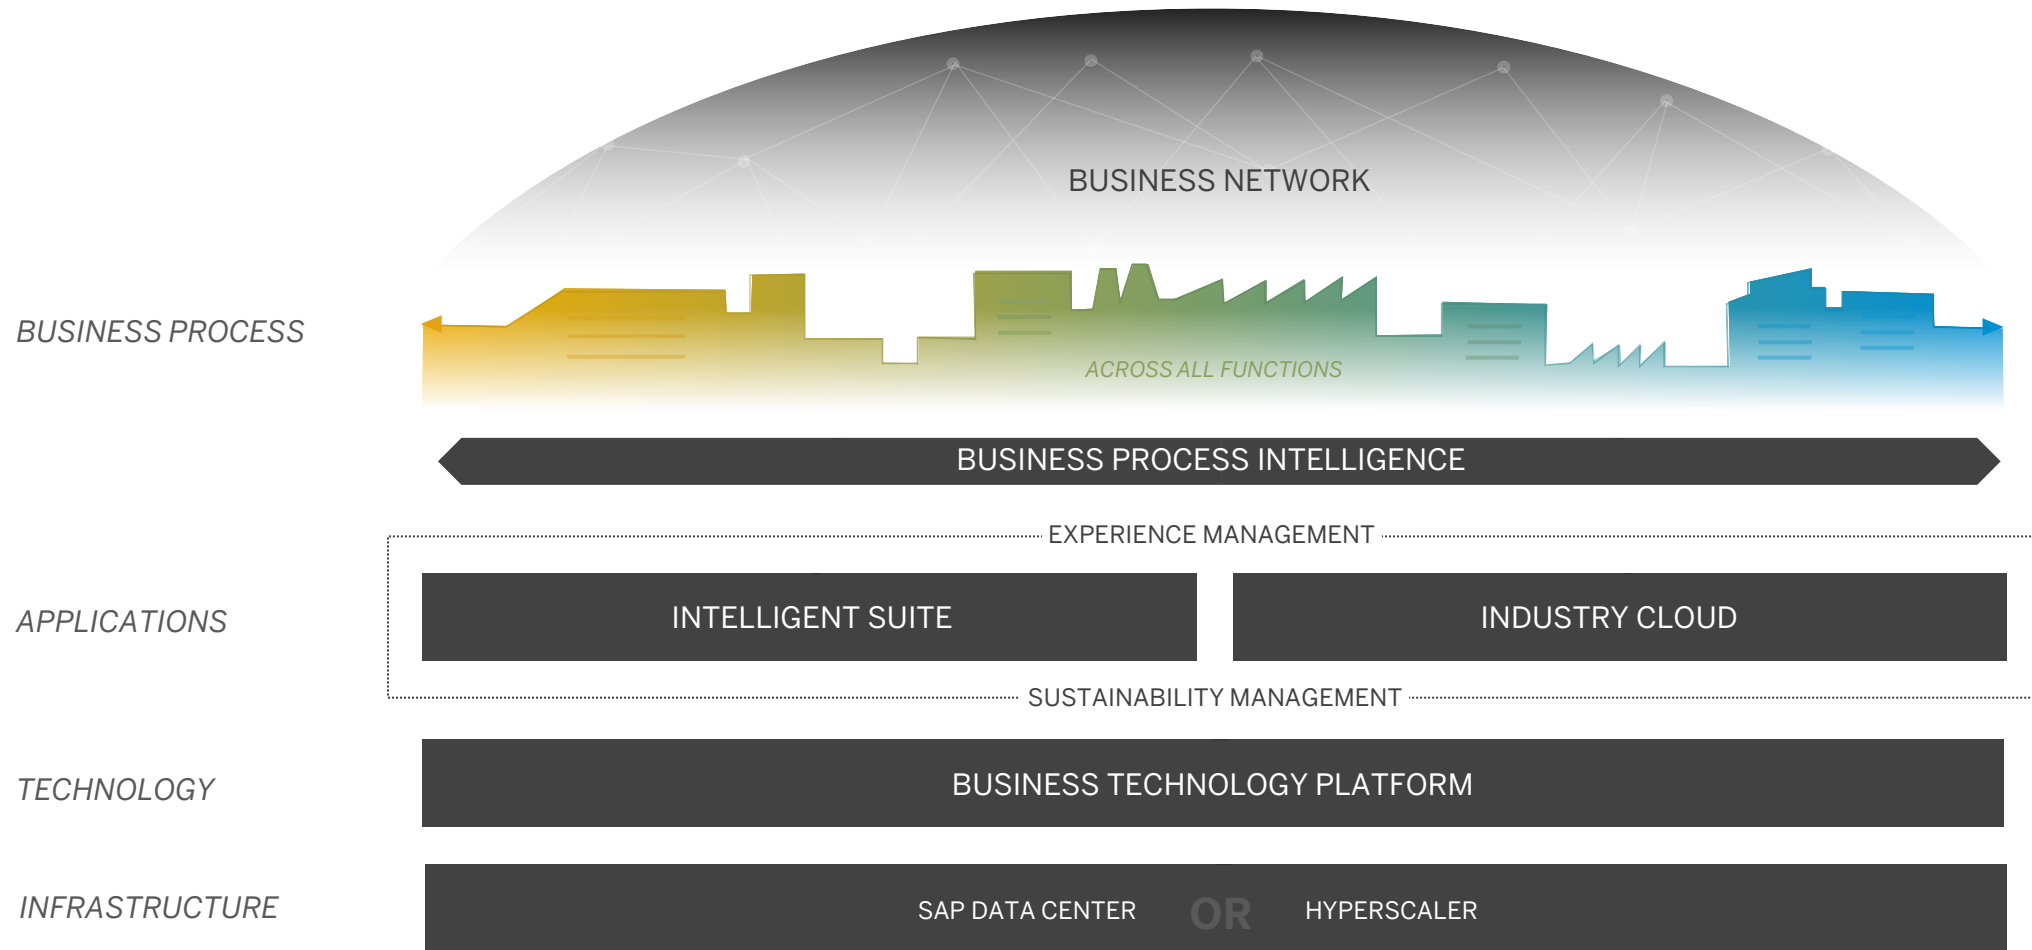 BUSINESS NETWORK
BUSINESS PROCESS
ACROSS ALL FUNCTIONS
BUSINESS PROCESS INTELLIGENCE
EXPERIENCE MANAGEMENT
APPLICATIONS
INTELLIGENT SUITE
INDUSTRY CLOUD
SUSTAINABILITY MANAGEMENT
TECHNOLOGY
BUSINESS TECHNOLOGY PLATFORM
INFRASTRUCTURE
SAP DATA CENTER OR HYPERSCALER